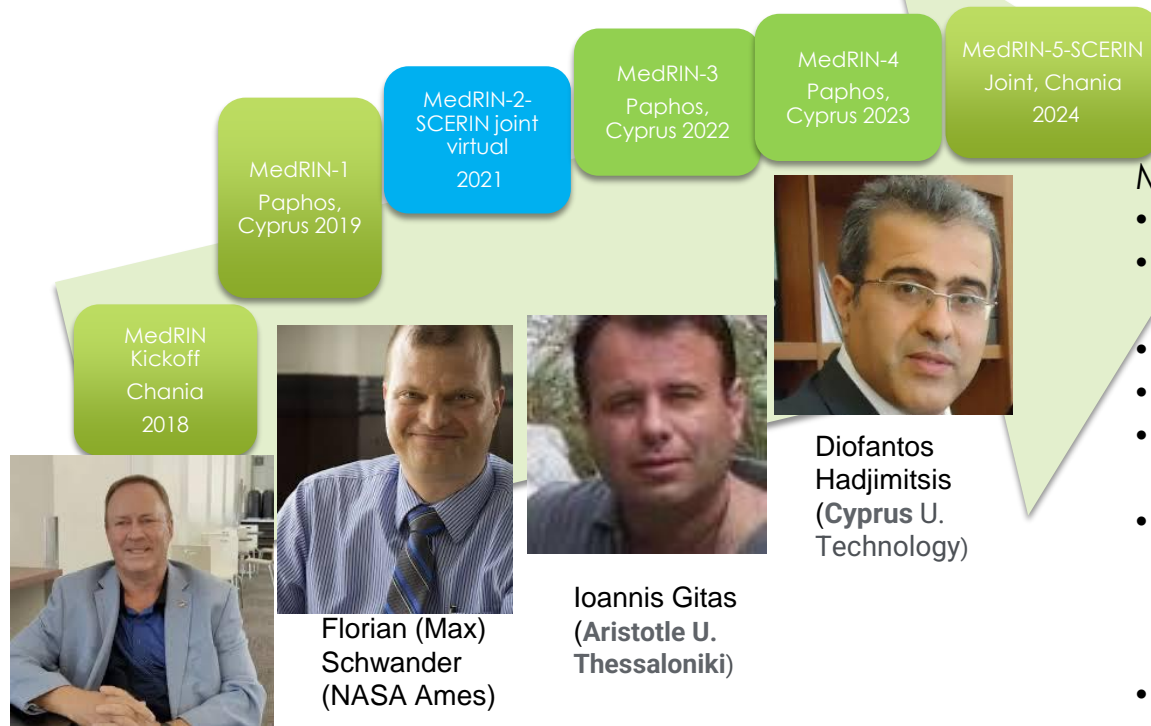 MedRIN
Kickoff
Chania
2018
MedRIN-1
Paphos,
Cyprus 2019
MedRIN-2-
SCERIN joint
virtual
2021
MedRIN-3
Paphos,
Cyprus 2022
MedRIN-4
Paphos,
Cyprus 2023
MedRIN-5-SCERIN
Joint, Chania
2024
Florian (Max)
Schwander
(NASA Ames)
Ioannis Gitas
(Aristotle U.
Thessaloniki)
Diofantos
Hadjimitsis
(Cyprus U.
Technology)